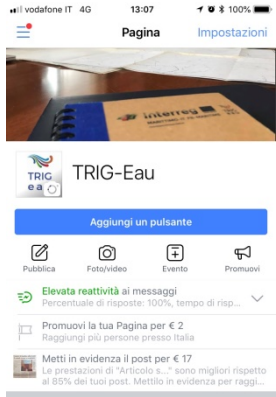 vodafone IT 4G 13:07 100%
Pagina Impostazioni
interreg
TRIG
eau
TRIG-Eau
Aggiungi un pulsante
Pubblica Foto/video Evento Promuovi
Elevata reattività ai messaggi
Percentuale di risposte: 100%, tempo di risp...
Promuovi la tua Pagina per € 2
Raggiungi più persone presso Italia
Metti in evidenza il post per € 17
Le prestazioni di "Articolo s..." sono migliori rispetto
al 85% dei tuoi post. Mettilo in evidenza per raggi...